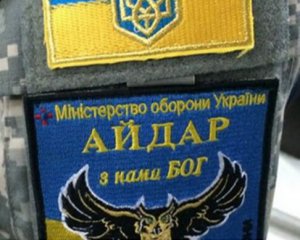 Міністерство оборони України
АЙДАР
з нами БОГ